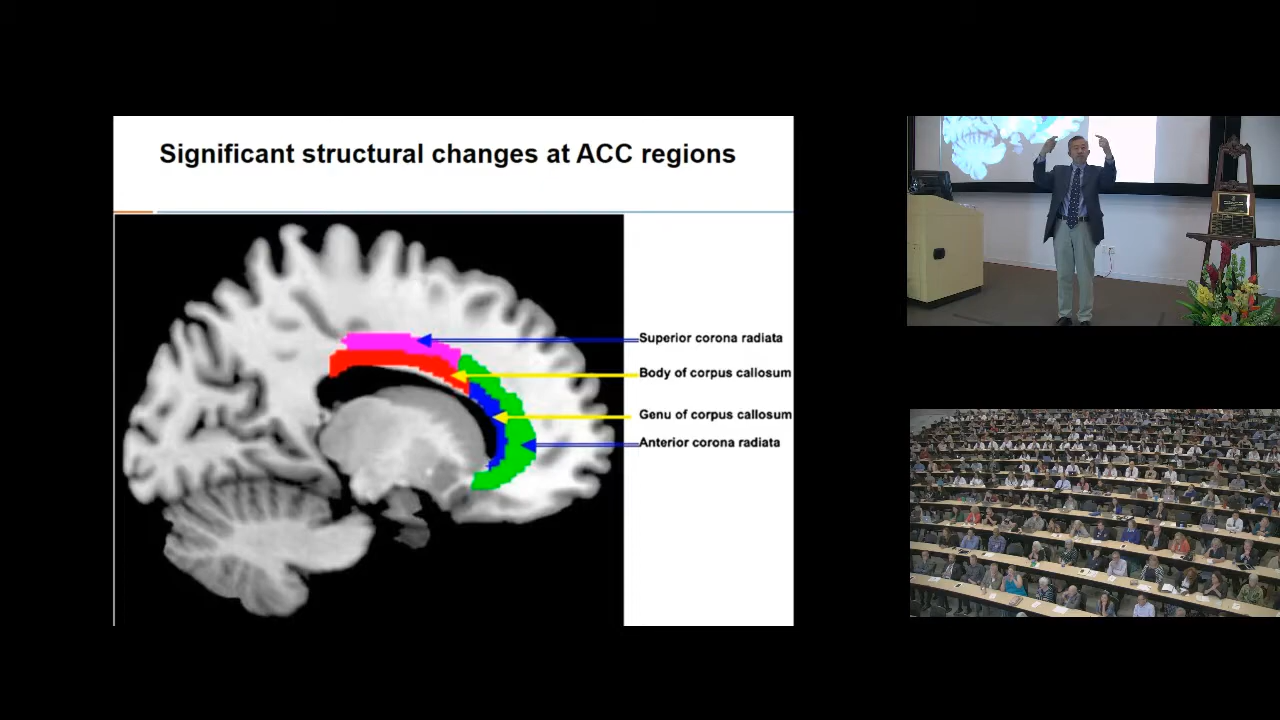 Significant structural changes at ACC regions
Superior corona radiata
Body of corpus callosum
Genu of corpus callosum
Anterior corona radiata